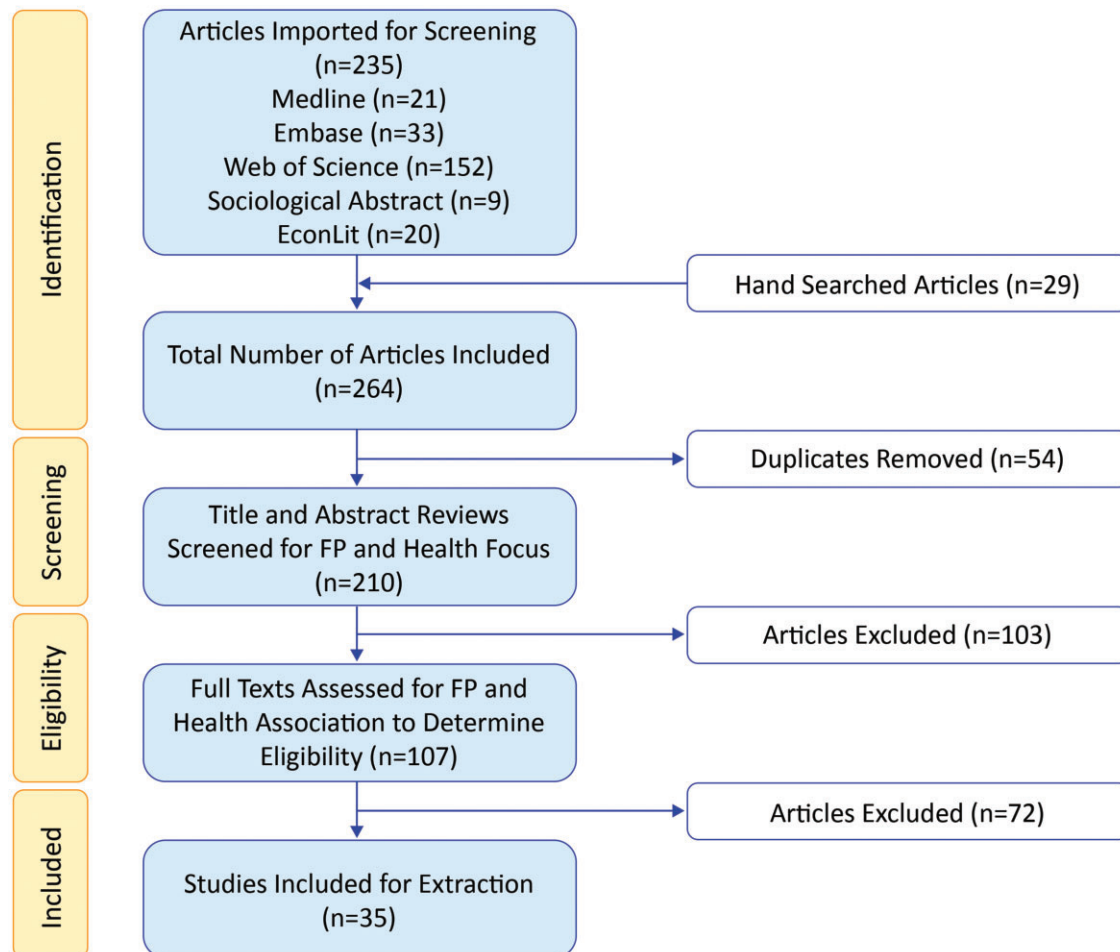 Identification
Articles Imported for Screening
(n=235)
Medline (n=21)
Embase (n=33)
Web of Science (n=152)
Sociological Abstract (n=9)
EconLit (n=20)
Hand Searched Articles (n=29)
Total Number of Articles Included
(n=264)
Screening
Duplicates Removed (n=54)
Title and Abstract Reviews
Screened for FP and Health Focus
(n=210)
Eligibility
Articles Excluded (n=103)
Full Texts Assessed for FP and
Health Association to Determine
Eligibility (n=107)
Included
Articles Excluded (n=72)
Studies Included for Extraction
(n=35)